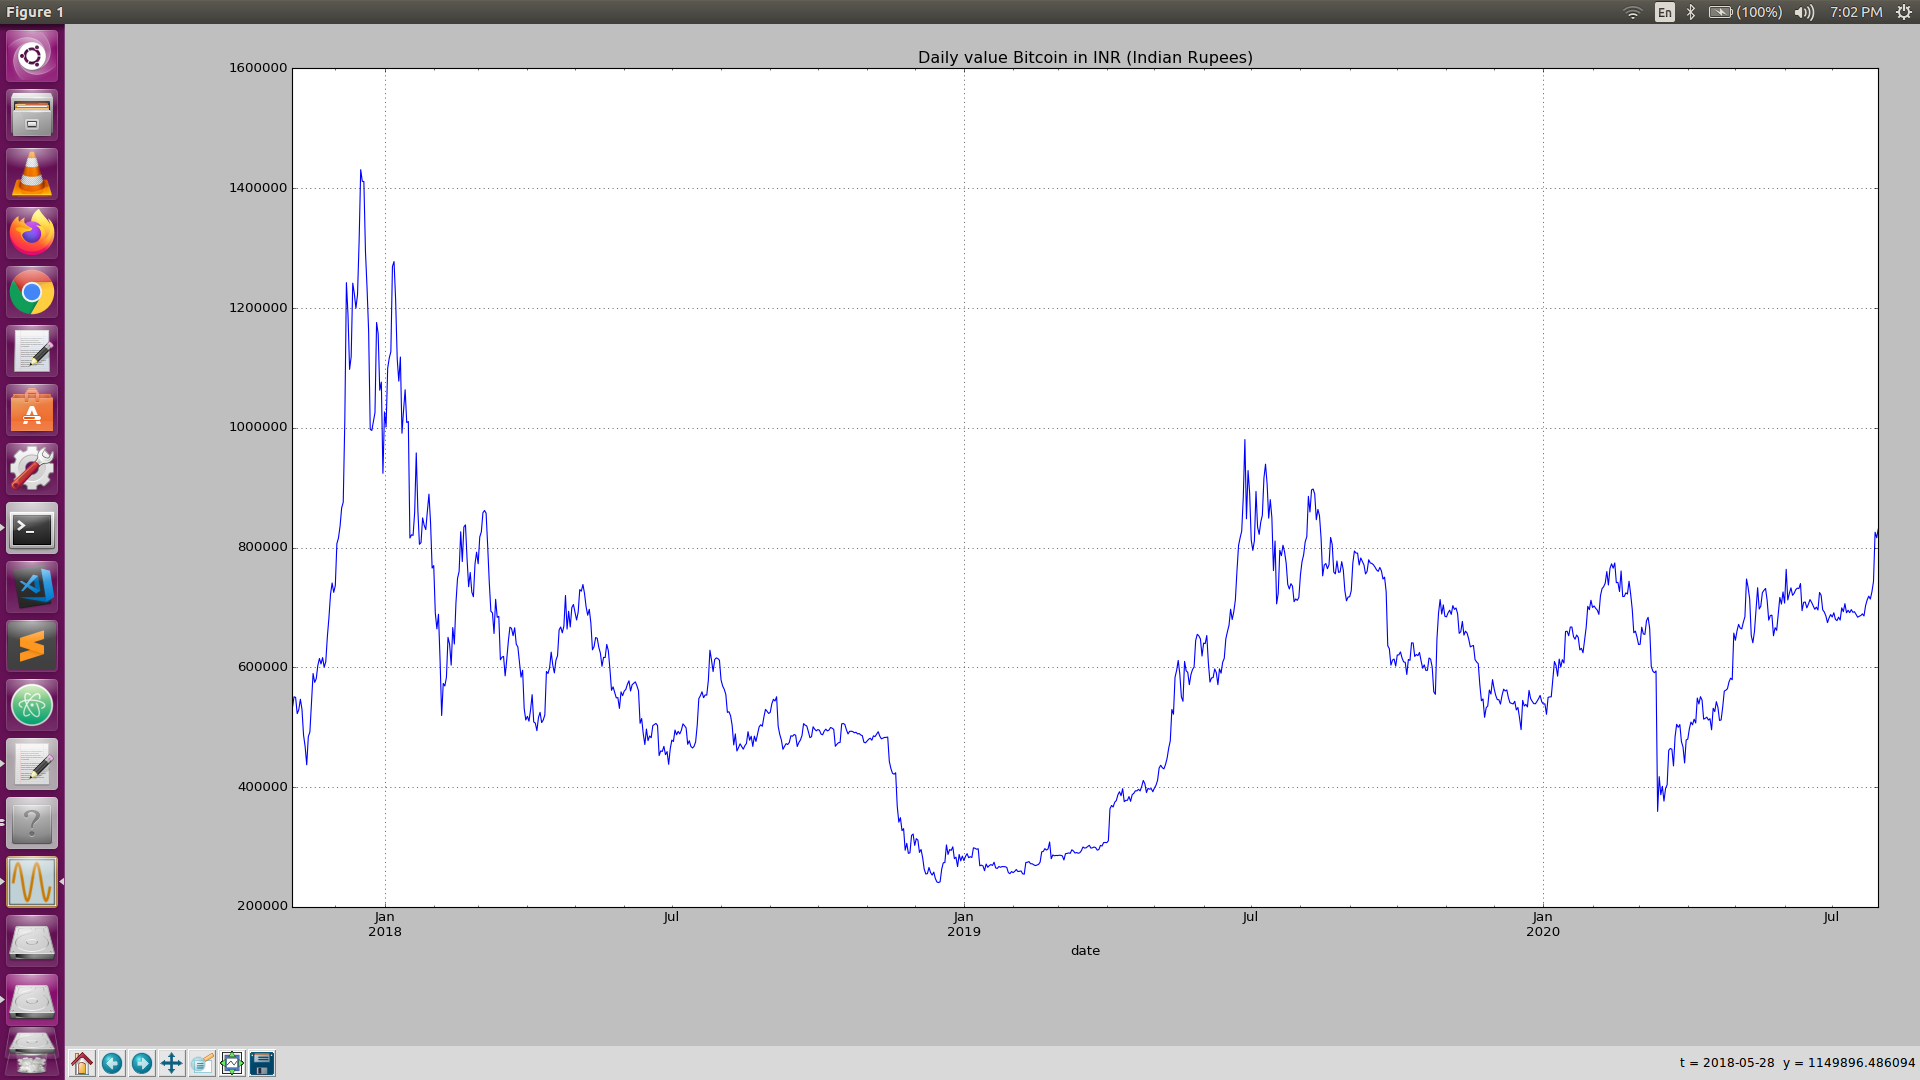 Figure 1
En (100%) 7:02 PM
Daily value Bitcoin in INR (Indian Rupees)
1600000
1400000
1200000
1000000
800000
600000
400000
200000
Jan Jul Jan Jul Jan Jul
2018 2019 2020
date
t = 2018-05-28 y = 1149896.486094